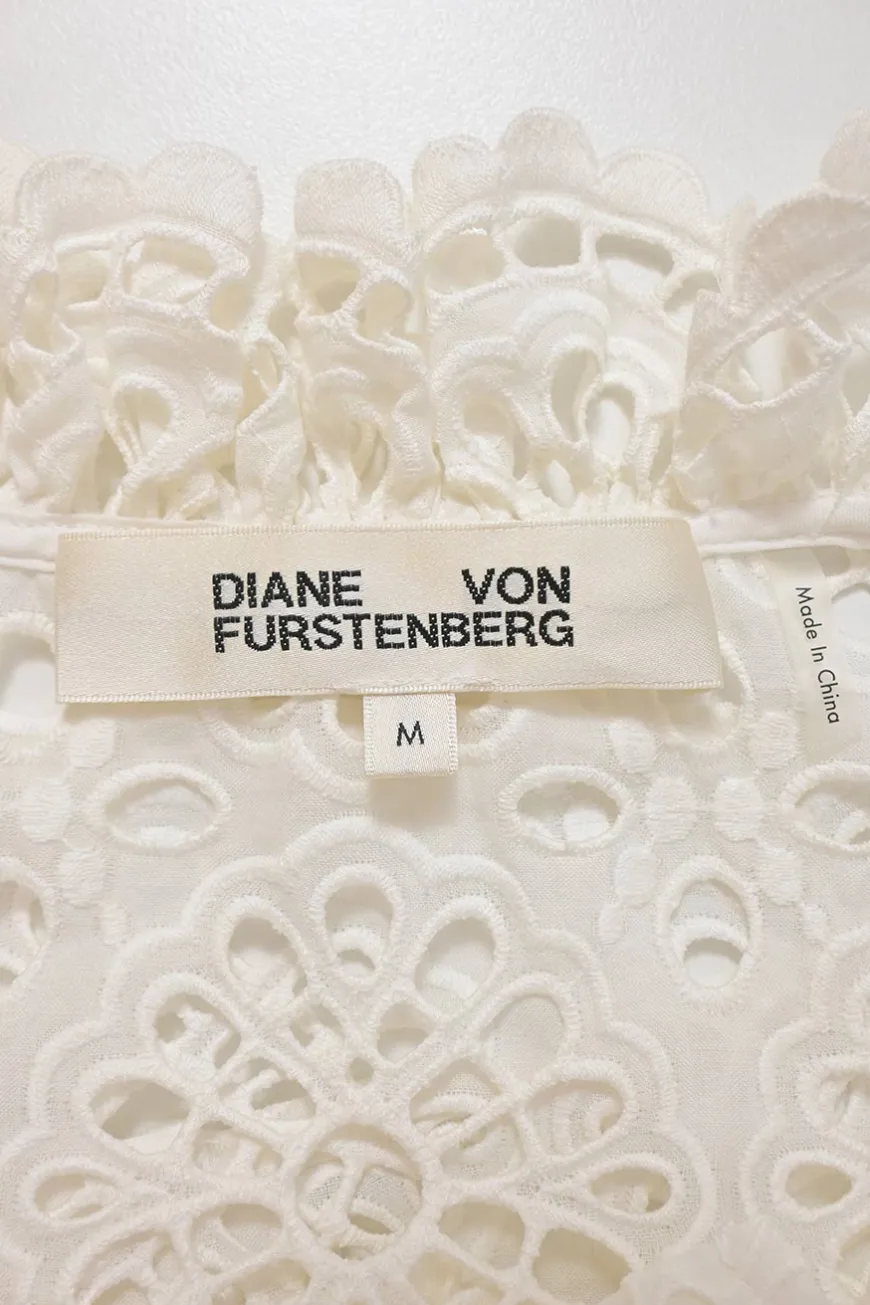 DIANE VON
FURSTENBERG
M
Made In China